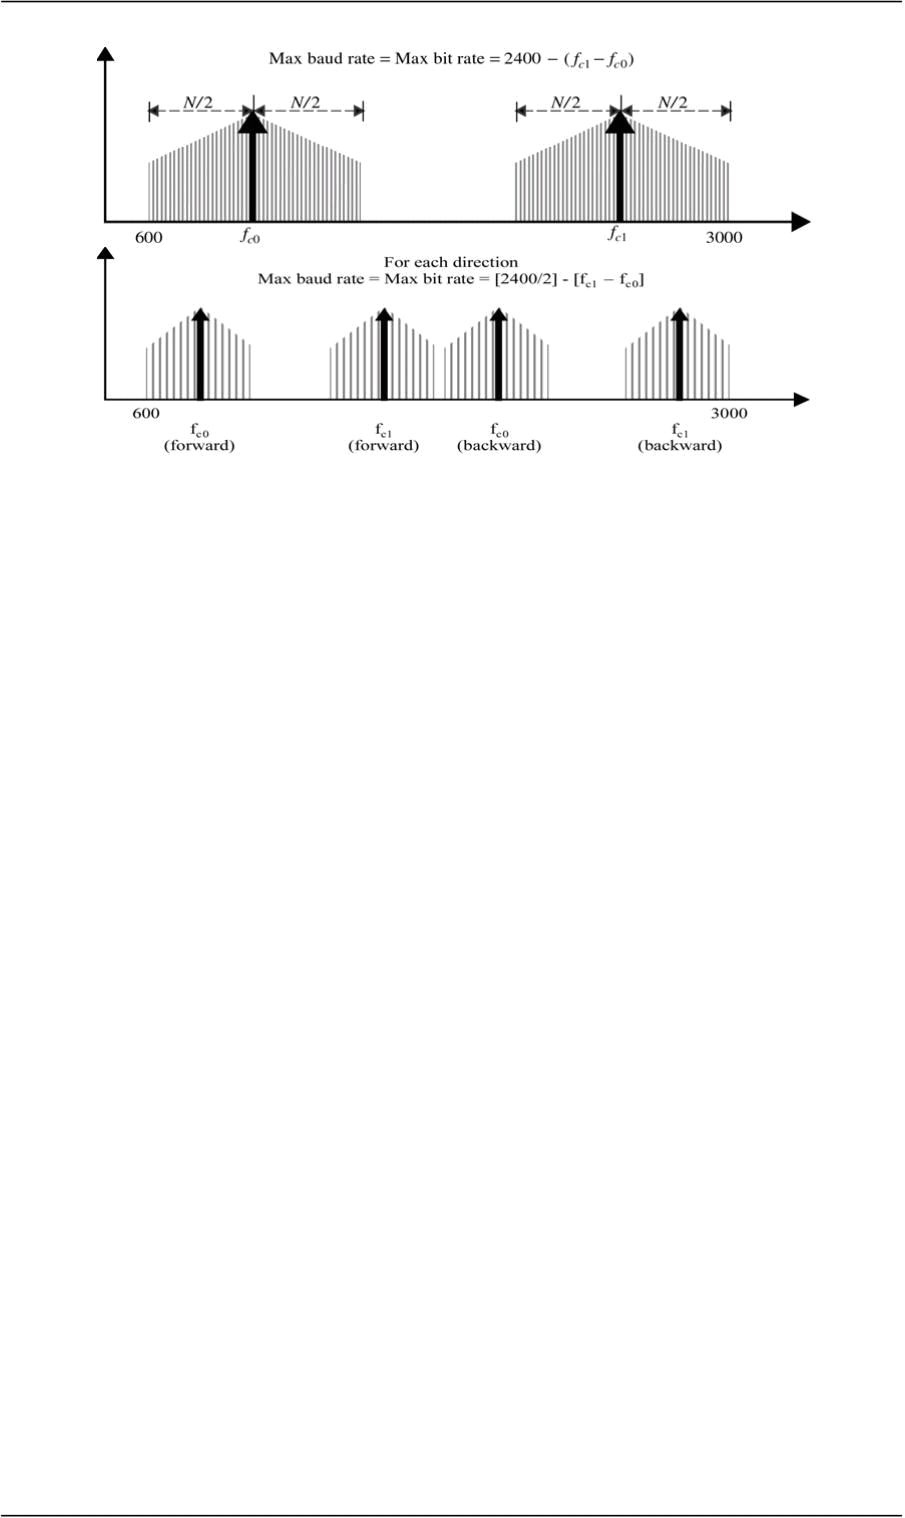 Max baud rate = Max bit rate = 2400 − (fc1 − fc0)
N/2 N/2 N/2 N/2
600 fc0 fc1 3000
For each direction
Max baud rate = Max bit rate = [2400/2] - [fc1 − fc0]
600 3000
fc0 fc1 fc0 fc1
(forward) (forward) (backward) (backward)